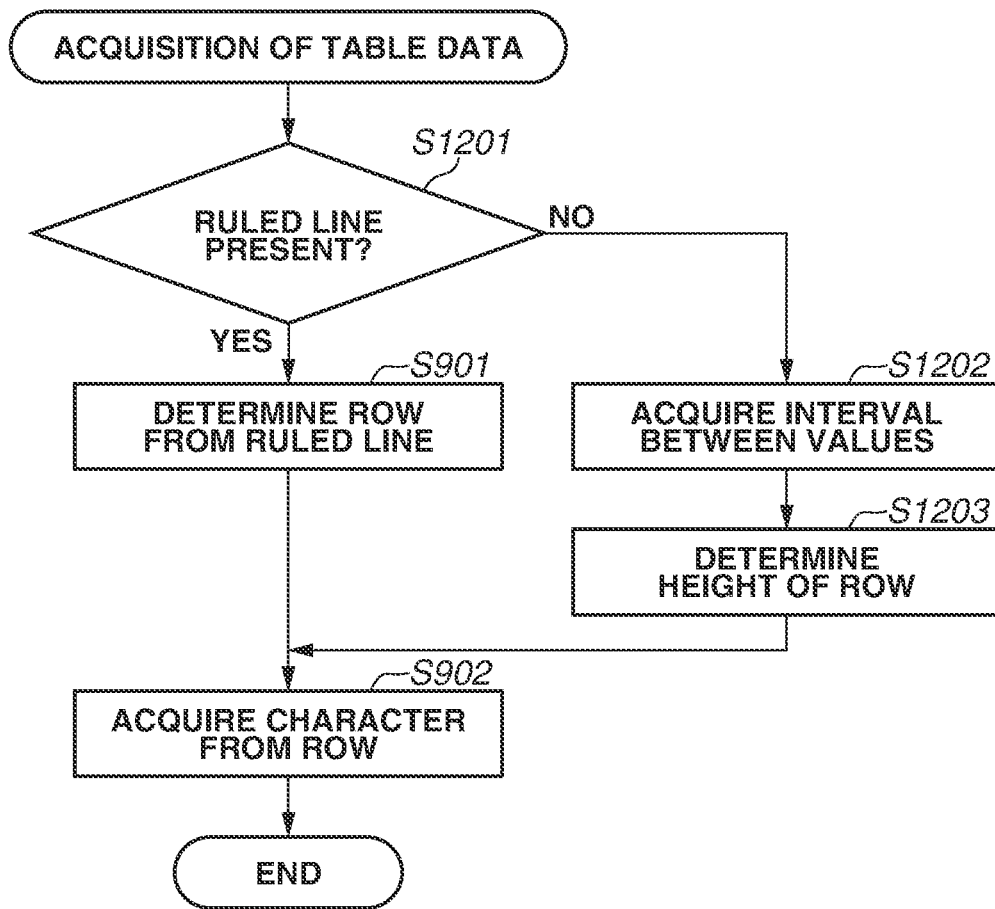 ACQUISITION OF TABLE DATA
S1201
RULED LINE
PRESENT?
NO
YES
S901
DETERMINE ROW
FROM RULED LINE
S1202
ACQUIRE INTERVAL
BETWEEN VALUES
S1203
DETERMINE
HEIGHT OF ROW
S902
ACQUIRE CHARACTER
FROM ROW
END